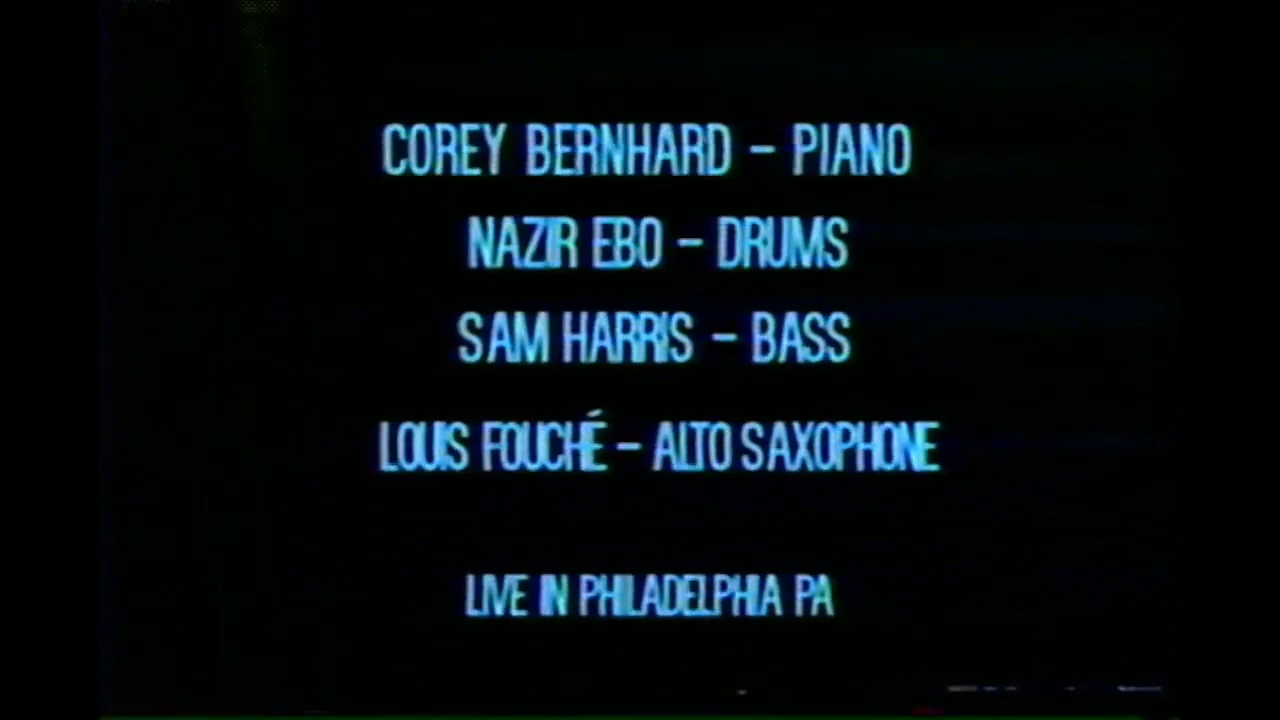 COREY BERNHARD – PIANO
NAZIR EBO – DRUMS
SAM HARRIS – BASS
LOUIS FOUCHÉ – ALTO SAXOPHONE
LIVE IN PHILADELPHIA PA